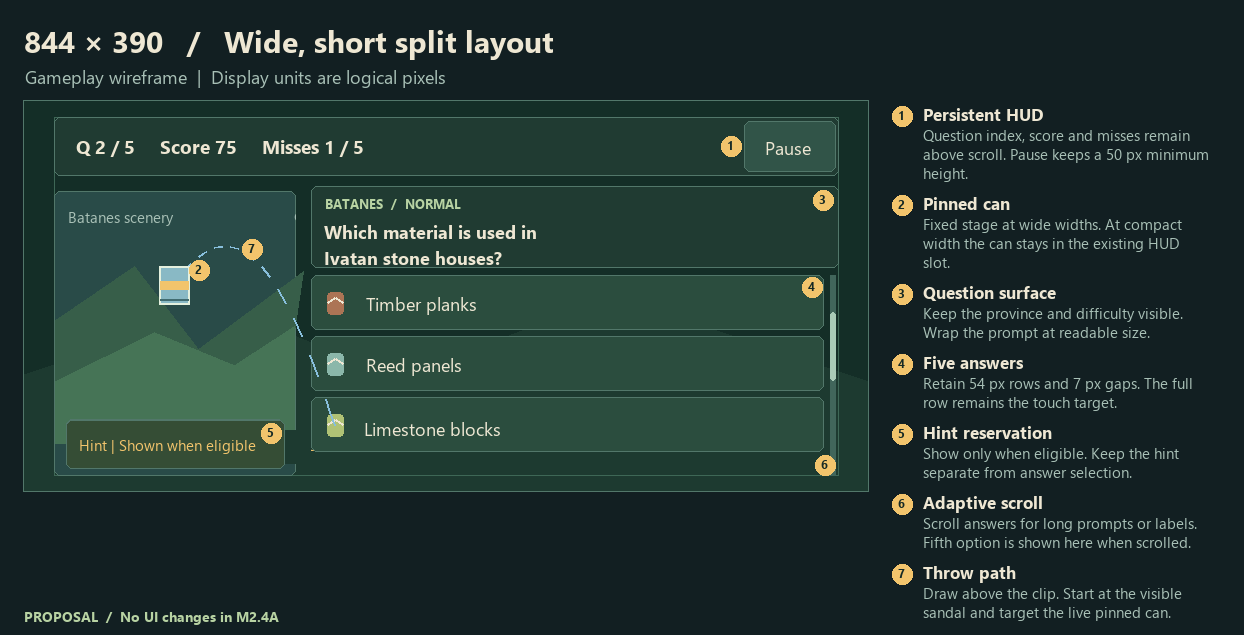 844 × 390 / Wide, short split layout
Gameplay wireframe | Display units are logical pixels
Q 2 / 5 Score 75 Misses 1 / 5
1
Pause
Batanes scenery
2
7
BATANES / NORMAL
3
Which material is used in
Ivatan stone houses?
Timber planks
4
Reed panels
Limestone blocks
Hint | Shown when eligible
5
6
1 Persistent HUD
Question index, score and misses remain
above scroll. Pause keeps a 50 px minimum
height.
2 Pinned can
Fixed stage at wide widths. At compact
width the can stays in the existing HUD
slot.
3 Question surface
Keep the province and difficulty visible.
Wrap the prompt at readable size.
4 Five answers
Retain 54 px rows and 7 px gaps. The full
row remains the touch target.
5 Hint reservation
Show only when eligible. Keep the hint
separate from answer selection.
6 Adaptive scroll
Scroll answers for long prompts or labels.
Fifth option is shown here when scrolled.
7 Throw path
Draw above the clip. Start at the visible
sandal and target the live pinned can.
PROPOSAL / No UI changes in M2.4A